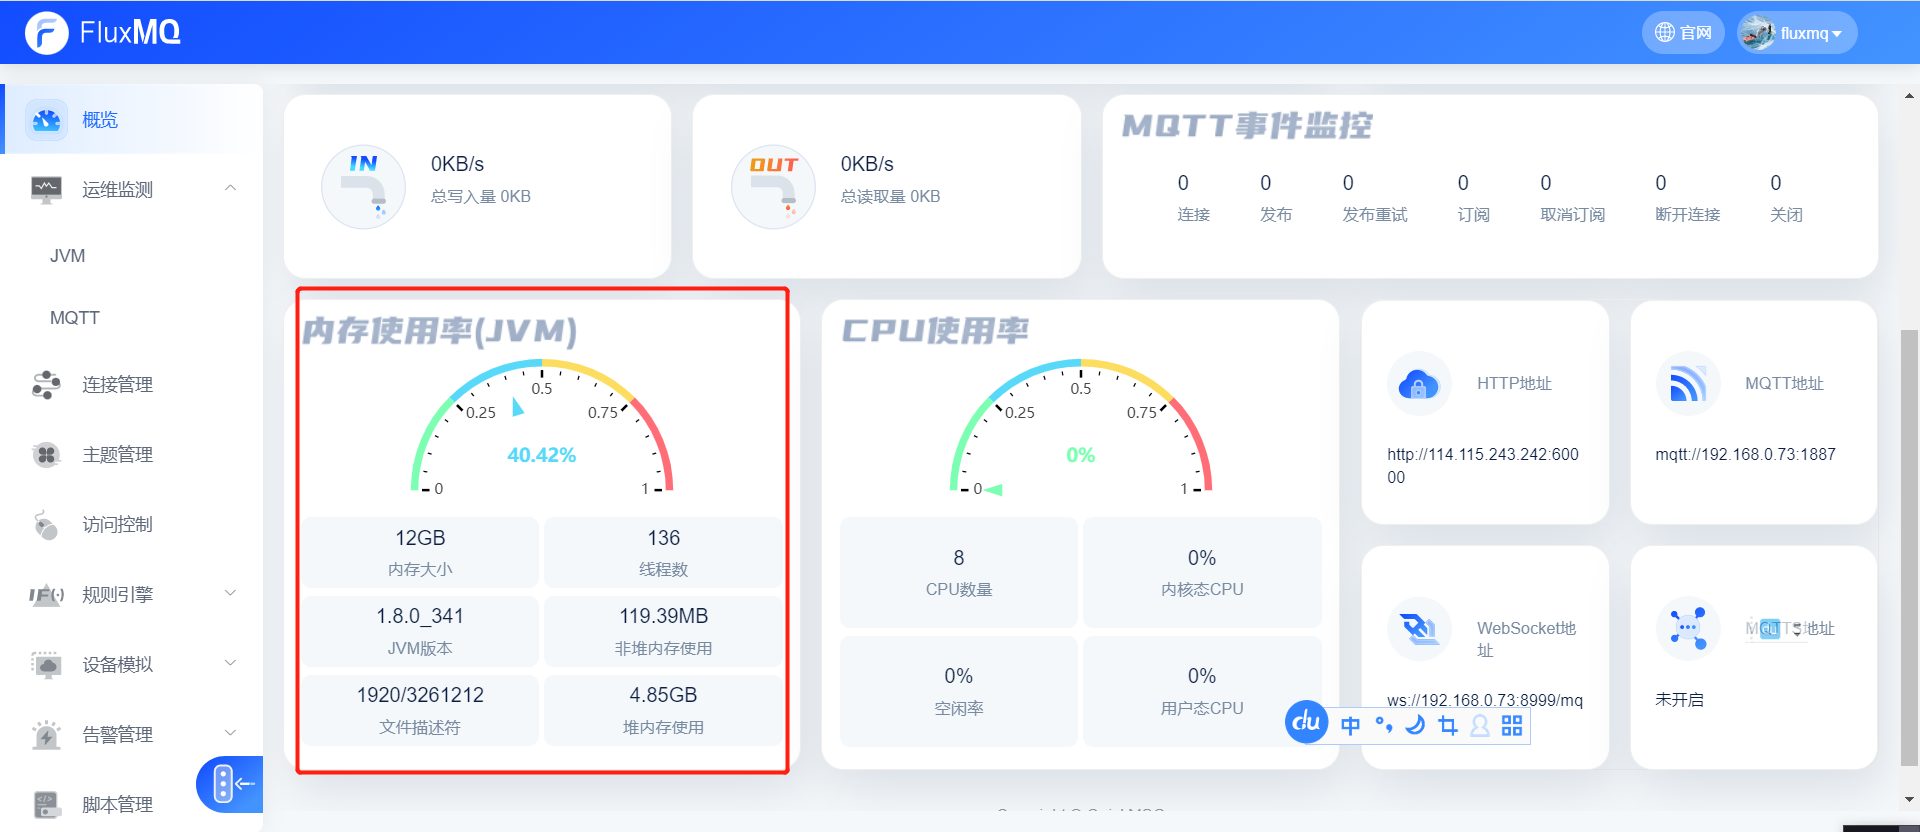 FluxMQ
官网
fluxmq
概览
运维监测
JVM
MQTT
连接管理
主题管理
访问控制
IF(·)
规则引擎
设备模拟
告警管理
脚本管理
IN
0KB/s
总写入量 0KB
OUT
0KB/s
总读取量 0KB
MQTT事件监控
0 0 0 0 0 0 0
连接 发布 发布重试 订阅 取消订阅 断开连接 关闭
内存使用率(JVM)
0 0.25 0.5 0.75 1
40.42%
12GB
内存大小
136
线程数
1.8.0_341
JVM版本
119.39MB
非堆内存使用
1920/3261212
文件描述符
4.85GB
堆内存使用
CPU使用率
0 0.25 0.5 0.75 1
0%
8
CPU数量
0%
内核态CPU
0%
空闲率
0%
用户态CPU
HTTP地址
http://114.115.243.242:600
00
MQTT地址
mqtt://192.168.0.73:1887
WebSocket地
址
ws://192.168.0.73:8999/mq
MQTTS地址
未开启
du 中